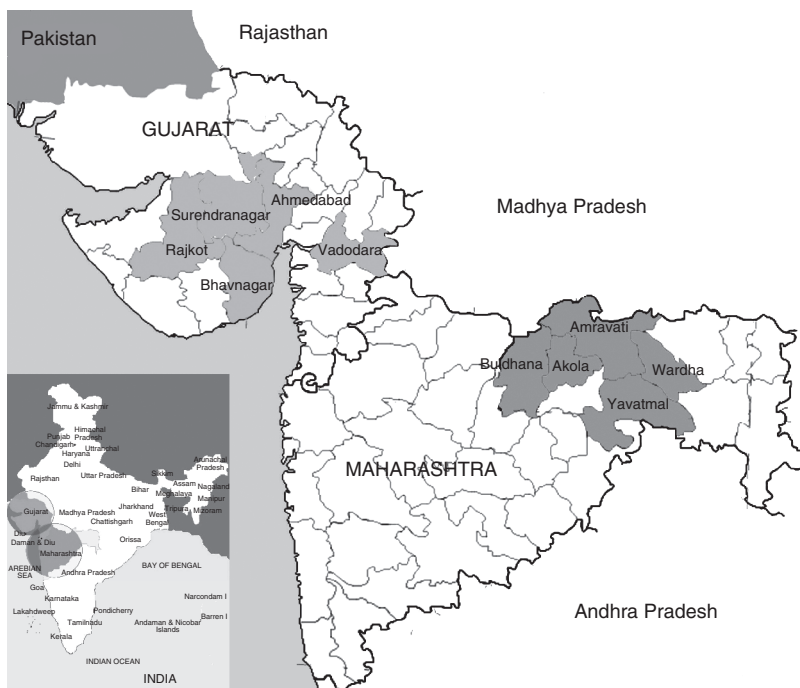 Pakistan
Rajasthan
GUJARAT
Ahmedabad
Surendranagar
Madhya Pradesh
Rajkot
Vadodara
Bhavnagar
Amravati
Buldhana
Akola
Wardha
Yavatmal
MAHARASHTRA
Andhra Pradesh
Jammu & Kashmir
Himachal
Punjab
Pradesh
Chandigarh
Uttranchal
Haryana
Delhi
Arunachal
Pradesh
Rajsthan
Uttar Pradesh
Sikkim
Assam
Nagaland
Bihar
Meghalaya
Manipur
Gujarat
Madhya Pradesh
Jharkhand
Tripura
Mizoram
West
Bengal
Chattishgarh
Diu
Daman & Diu
Orissa
Maharashtra
AREBIAN
SEA
Andhra Pradesh
BAY OF BENGAL
Goa
Karnataka
Narcondam I
Lakahdweep
Pondicherry
Barren I
Tamilnadu
Andaman & Nicobar
Islands
Kerala
INDIAN OCEAN
INDIA